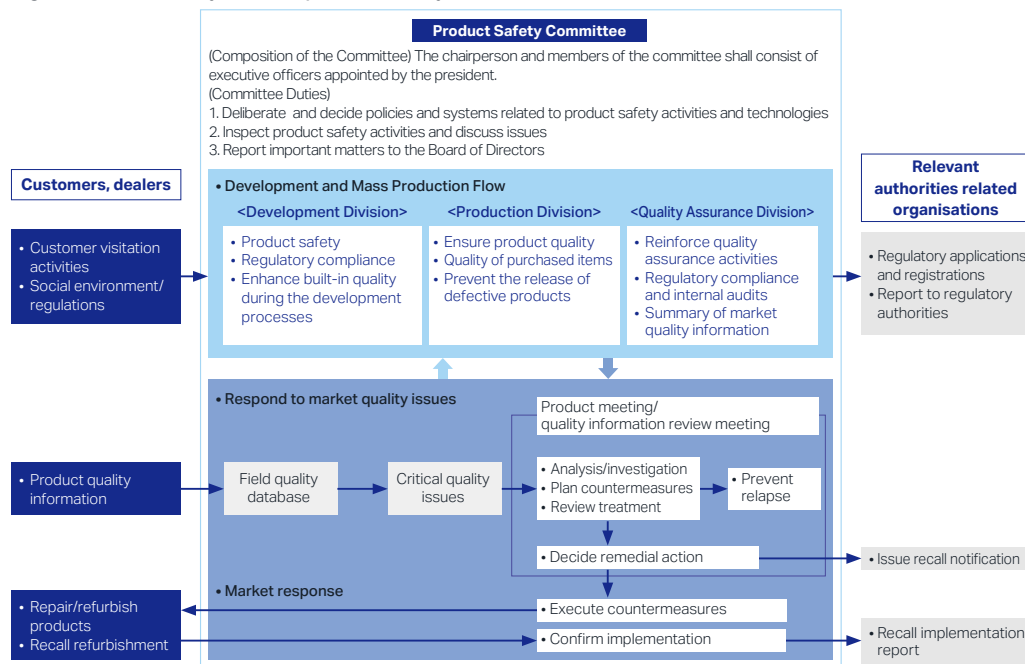 Product Safety Committee
(Composition of the Committee) The chairperson and members of the committee shall consist of
executive officers appointed by the president.
(Committee Duties)
1. Deliberate and decide policies and systems related to product safety activities and technologies
2. Inspect product safety activities and discuss issues
3. Report important matters to the Board of Directors
Customers, dealers
• Customer visitation
activities
• Social environment/
regulations
• Development and Mass Production Flow
<Development Division>
• Product safety
• Regulatory compliance
• Enhance built-in quality
during the development
processes
<Production Division>
• Ensure product quality
• Quality of purchased items
• Prevent the release of
defective products
<Quality Assurance Division>
• Reinforce quality
assurance activities
• Regulatory compliance
and internal audits
• Summary of market
quality information
Relevant
authorities related
organisations
• Regulatory applications
and registrations
• Report to regulatory
authorities
• Respond to market quality issues
Product meeting/
quality information review meeting
• Product quality
information
Field quality
database
Critical quality
issues
• Analysis/investigation
• Plan countermeasures
• Review treatment
• Prevent
relapse
• Decide remedial action
• Issue recall notification
• Market response
• Repair/refurbish
products
• Recall refurbishment
• Execute countermeasures
• Confirm implementation
• Recall implementation
report